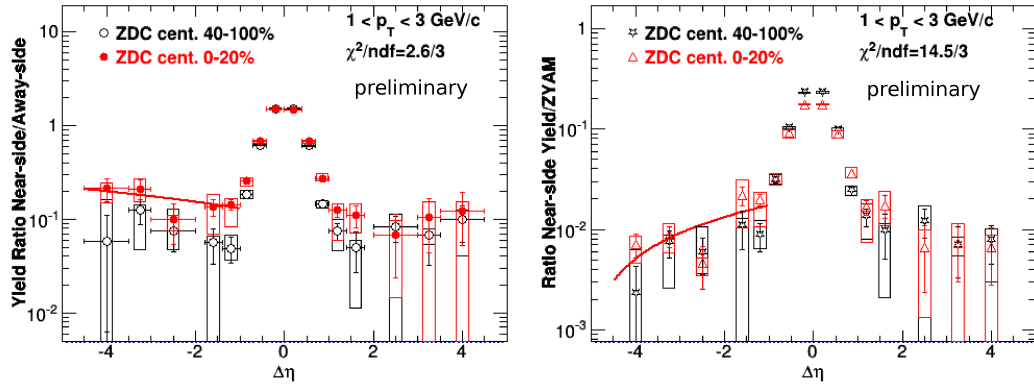 Yield Ratio Near-side/Away-side
10
1
10⁻¹
10⁻²
1 < p_T < 3 GeV/c
ZDC cent. 40-100%
χ²/ndf=2.6/3
ZDC cent. 0-20%
preliminary
-4 -2 0 2 4
Δη
Ratio Near-side Yield/ZYAM
1
10⁻¹
10⁻²
10⁻³
1 < p_T < 3 GeV/c
ZDC cent. 40-100%
χ²/ndf=14.5/3
ZDC cent. 0-20%
preliminary
-4 -2 0 2 4
Δη